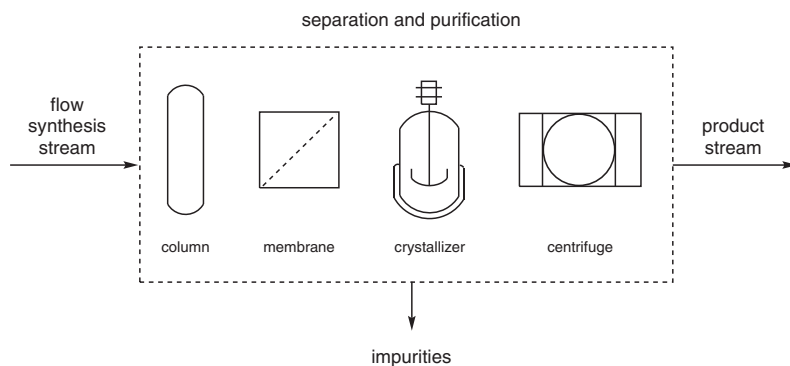 separation and purification
flow
synthesis
stream
product
stream
column
membrane
crystallizer
centrifuge
impurities